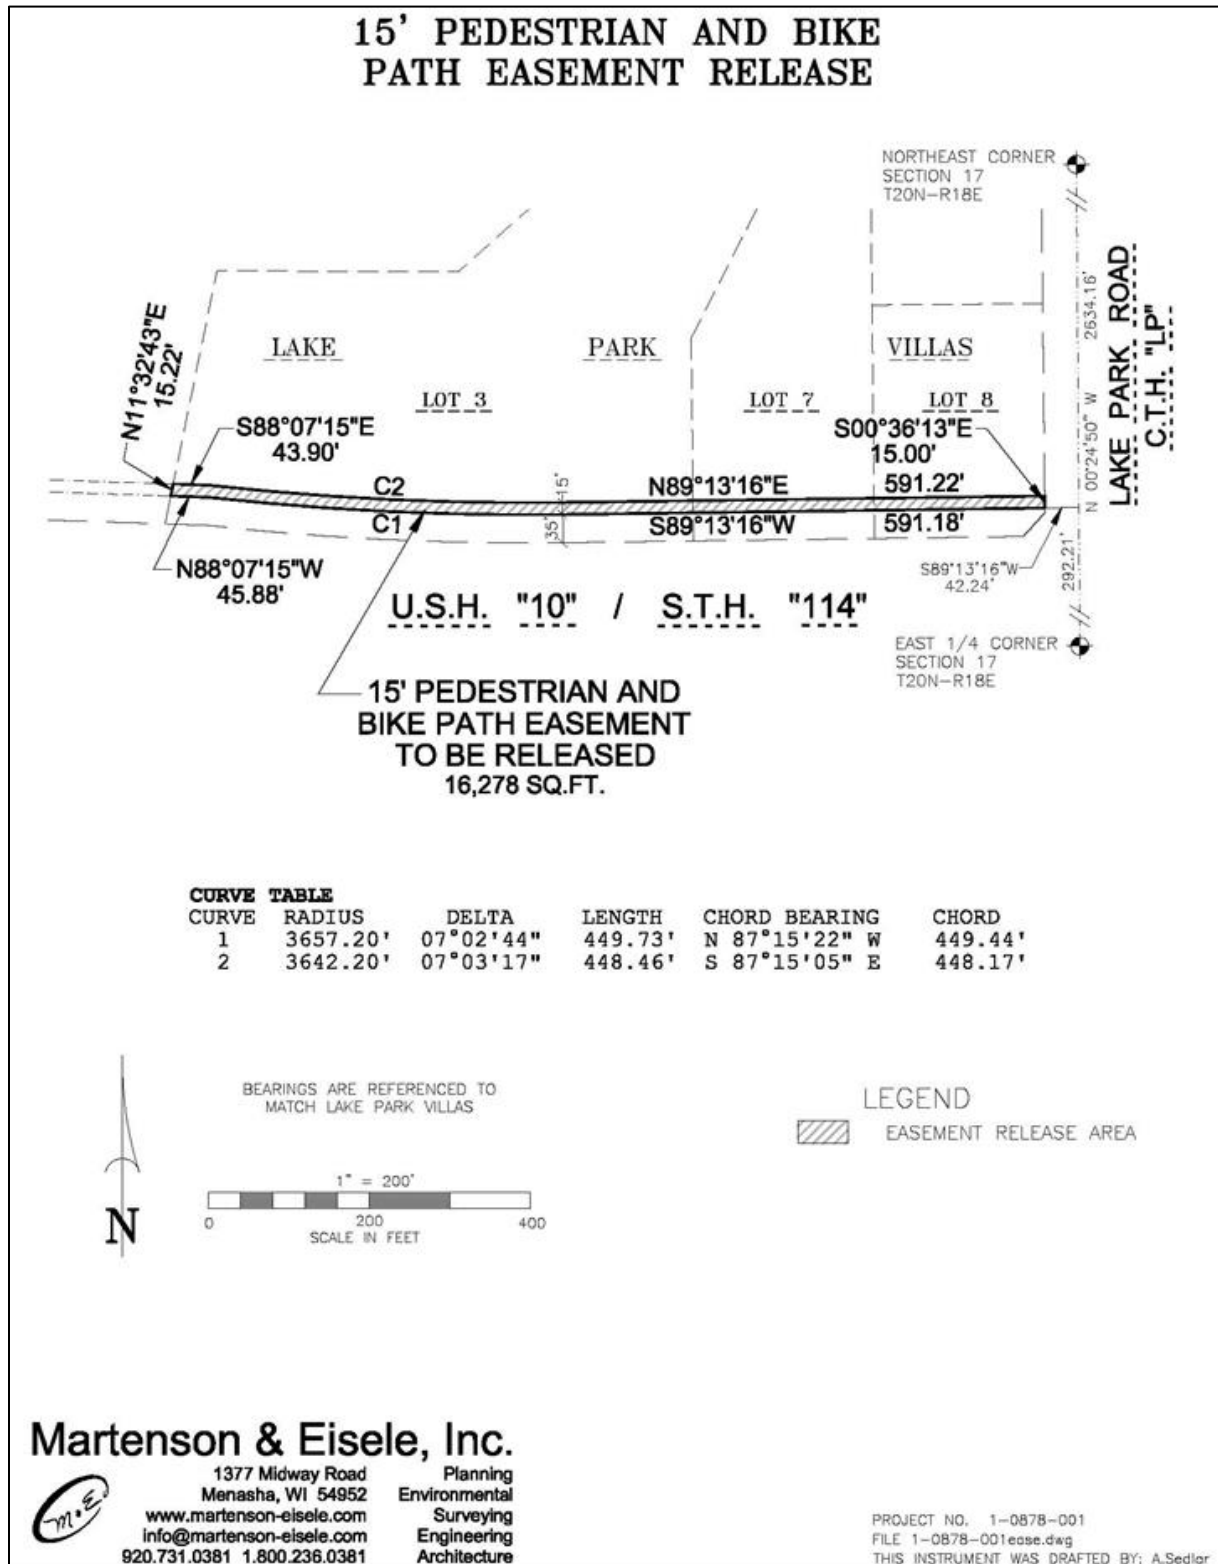 15' PEDESTRIAN AND BIKE
PATH EASEMENT RELEASE
NORTHEAST CORNER
SECTION 17
T20N-R18E
LAKE PARK ROAD
C.T.H. "LP"
2634.16'
N 00°24'50" W
N11°32'43"E
15.22'
LAKE PARK VILLAS
LOT 3 LOT 7 LOT 8
S88°07'15"E
43.90'
S00°36'13"E
15.00'
C2 N89°13'16"E 591.22'
C1 S89°13'16"W 591.18'
15'
35'
N88°07'15"W
45.88'
S89°13'16"W
42.24'
292.21'
U.S.H. "10" / S.T.H. "114"
EAST 1/4 CORNER
SECTION 17
T20N-R18E
15' PEDESTRIAN AND
BIKE PATH EASEMENT
TO BE RELEASED
16,278 SQ.FT.
CURVE TABLE
CURVE RADIUS DELTA LENGTH CHORD BEARING CHORD
1 3657.20' 07°02'44" 449.73' N 87°15'22" W 449.44'
2 3642.20' 07°03'17" 448.46' S 87°15'05" E 448.17'
BEARINGS ARE REFERENCED TO
MATCH LAKE PARK VILLAS
LEGEND
EASEMENT RELEASE AREA
N
1" = 200'
0 200 400
SCALE IN FEET
Martenson & Eisele, Inc.
M.E
1377 Midway Road Planning
Menasha, WI 54952 Environmental
www.martenson-eisele.com Surveying
info@martenson-eisele.com Engineering
920.731.0381 1.800.236.0381 Architecture
PROJECT NO. 1-0878-001
FILE 1-0878-001ease.dwg
THIS INSTRUMENT WAS DRAFTED BY: A.Sedlar